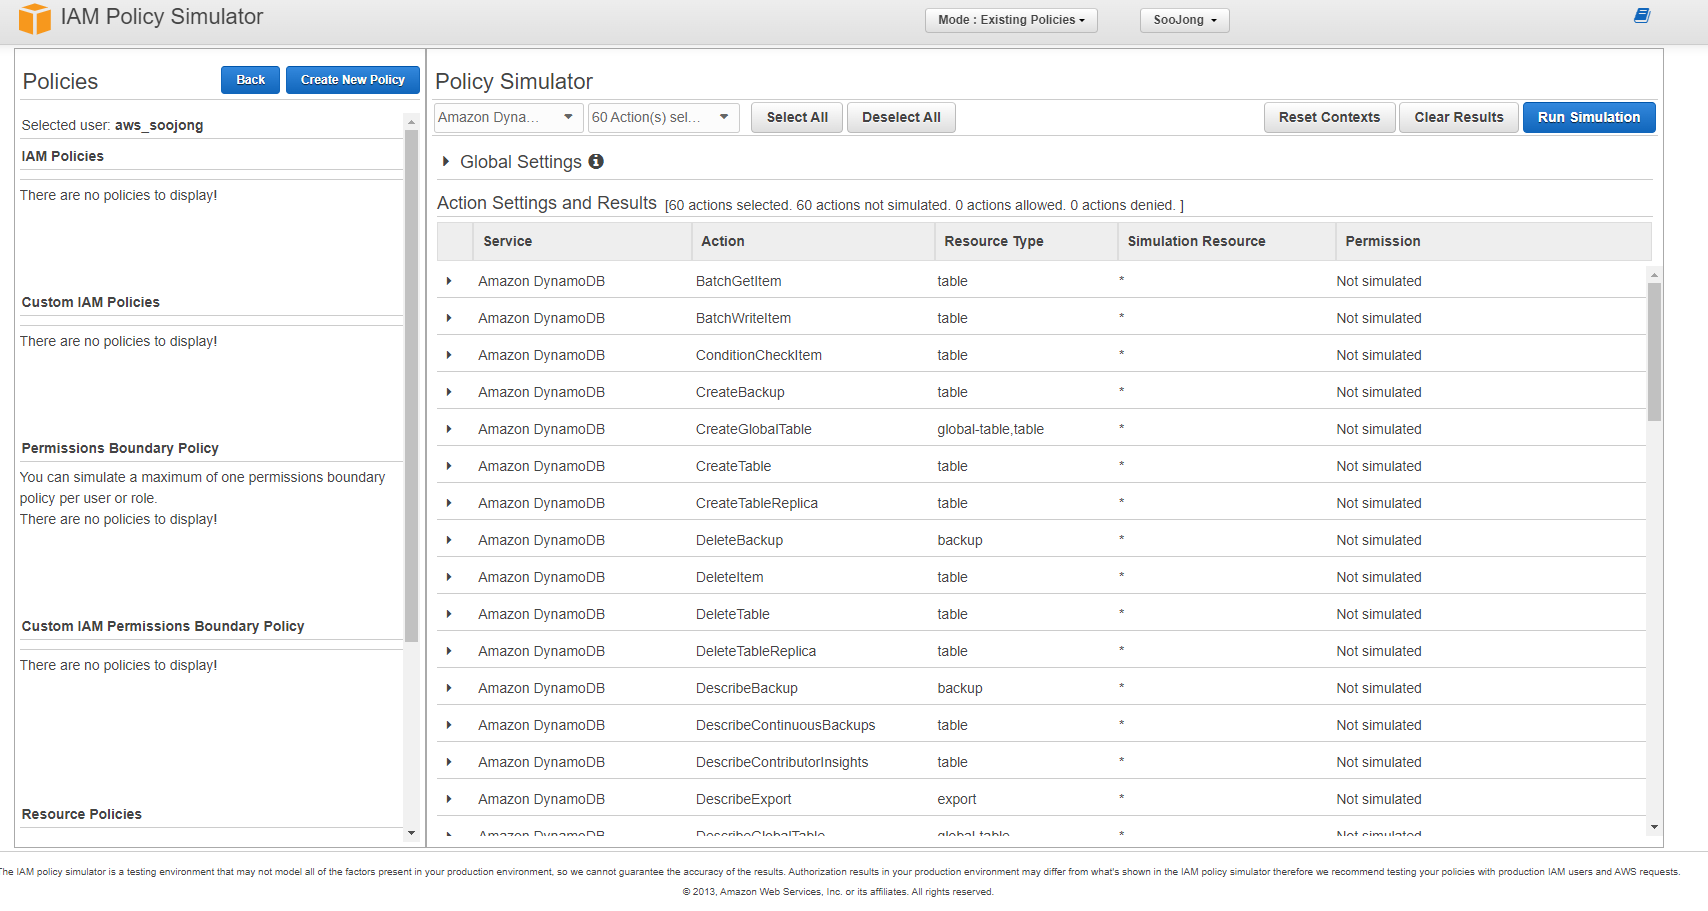 IAM Policy Simulator
Mode : Existing Policies
SooJong
Policies
Back
Create New Policy
Selected user: aws_soojong
IAM Policies
There are no policies to display!
Custom IAM Policies
There are no policies to display!
Permissions Boundary Policy
You can simulate a maximum of one permissions boundary
policy per user or role.
There are no policies to display!
Custom IAM Permissions Boundary Policy
There are no policies to display!
Resource Policies
Policy Simulator
Amazon Dyna...
60 Action(s) sel...
Select All
Deselect All
Reset Contexts
Clear Results
Run Simulation
Global Settings
Action Settings and Results [60 actions selected. 60 actions not simulated. 0 actions allowed. 0 actions denied. ]
Service Action Resource Type Simulation Resource Permission
Amazon DynamoDB BatchGetItem table * Not simulated
Amazon DynamoDB BatchWriteItem table * Not simulated
Amazon DynamoDB ConditionCheckItem table * Not simulated
Amazon DynamoDB CreateBackup table * Not simulated
Amazon DynamoDB CreateGlobalTable global-table,table * Not simulated
Amazon DynamoDB CreateTable table * Not simulated
Amazon DynamoDB CreateTableReplica table * Not simulated
Amazon DynamoDB DeleteBackup backup * Not simulated
Amazon DynamoDB DeleteItem table * Not simulated
Amazon DynamoDB DeleteTable table * Not simulated
Amazon DynamoDB DeleteTableReplica table * Not simulated
Amazon DynamoDB DescribeBackup backup * Not simulated
Amazon DynamoDB DescribeContinuousBackups table * Not simulated
Amazon DynamoDB DescribeContributorInsights table * Not simulated
Amazon DynamoDB DescribeExport export * Not simulated
Amazon DynamoDB DescribeGlobalTable global-table * Not simulated
The IAM policy simulator is a testing environment that may not model all of the factors present in your production environment, so we cannot guarantee the accuracy of the results. Authorization results in your production environment may differ from what's shown in the IAM policy simulator therefore we recommend testing your policies with production IAM users and AWS requests.
© 2013, Amazon Web Services, Inc. or its affiliates. All rights reserved.